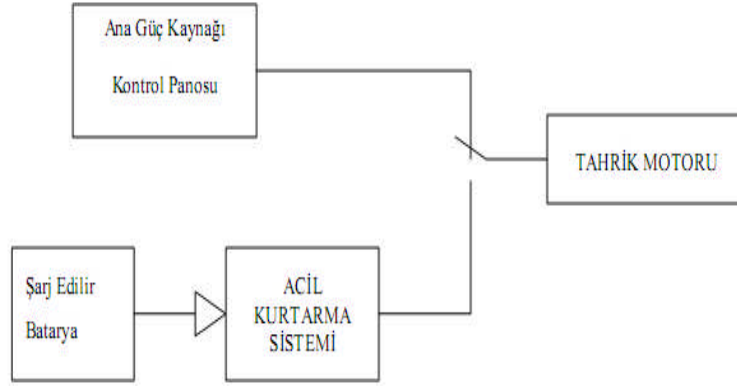 Ana Güç Kaynağı
Kontrol Panosu
TAHRİK MOTORU
Şarj Edilir
Batarya
ACİL
KURTARMA
SİSTEMİ